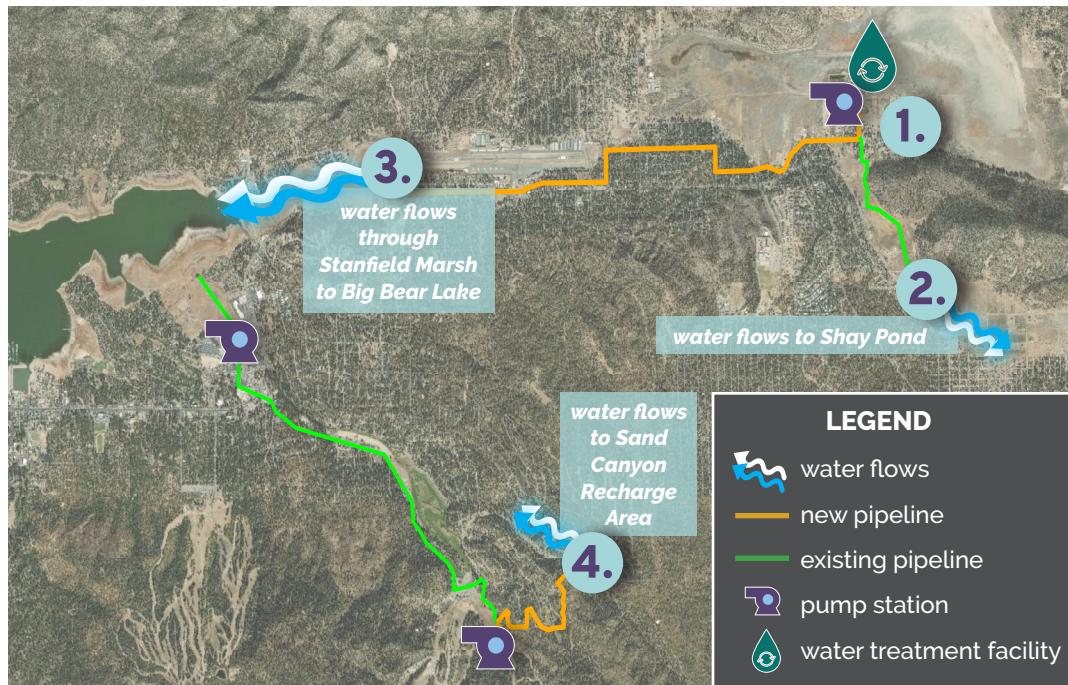 1.
3.
water flows
through
Stanfield Marsh
to Big Bear Lake
2.
water flows to Shay Pond
water flows
to Sand
Canyon
Recharge
Area
4.
LEGEND
water flows
new pipeline
existing pipeline
pump station
water treatment facility